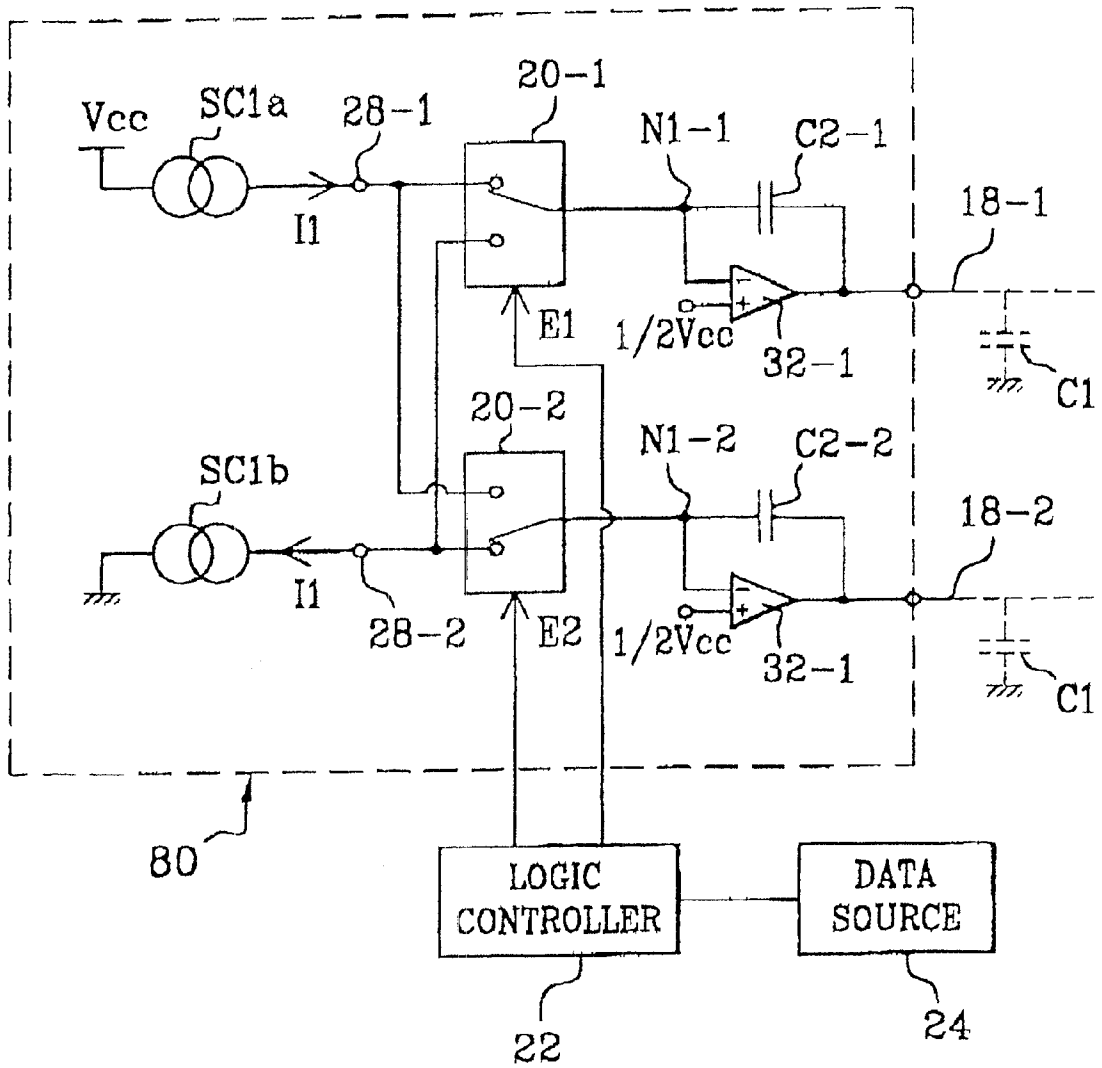 20-1
SC1a
Vcc
28-1
N1-1
C2-1
18-1
I1
E1
1/2Vcc
-
+
32-1
C1
20-2
N1-2
C2-2
SC1b
18-2
I1
28-2
E2
1/2Vcc
-
+
32-1
C1
80
LOGIC
CONTROLLER
DATA
SOURCE
22
24